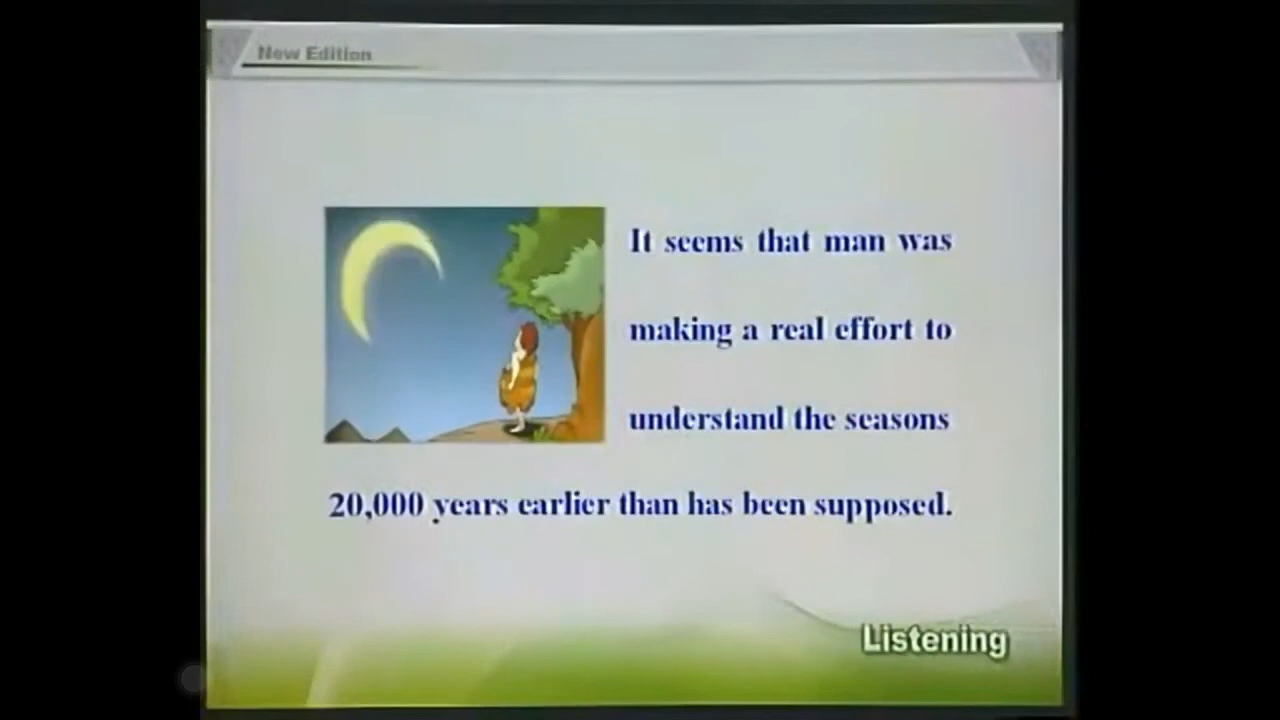 New Edition
It seems that man was
making a real effort to
understand the seasons
20,000 years earlier than has been supposed.
Listening